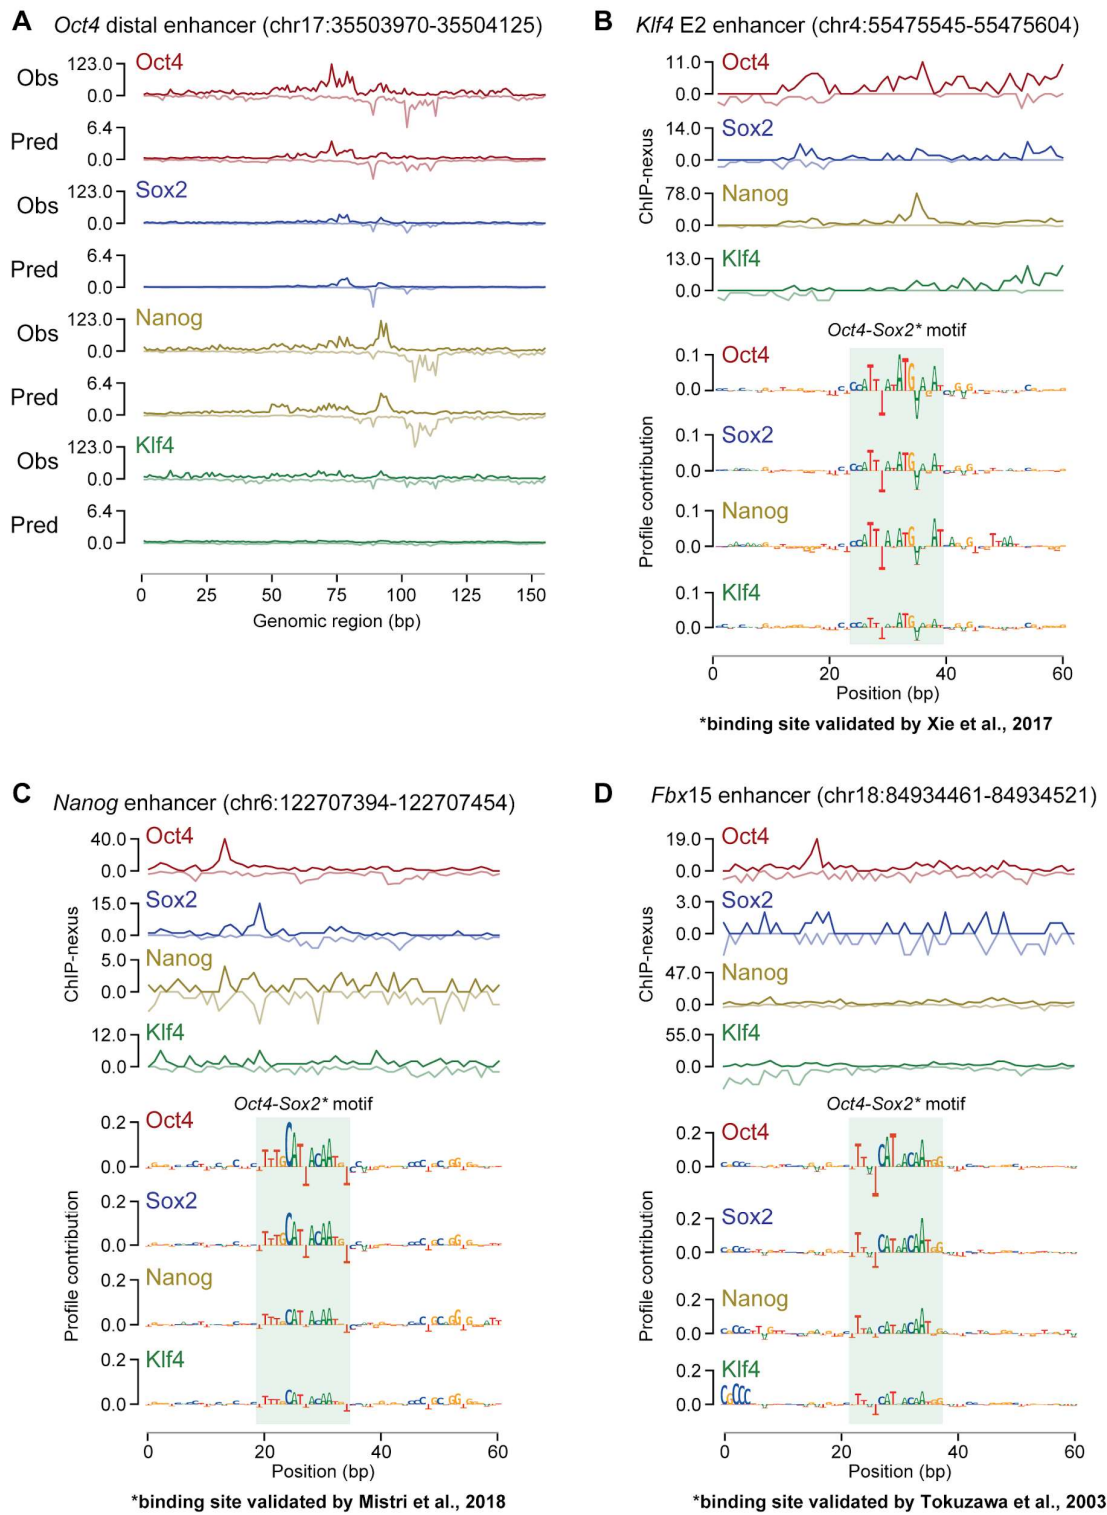 A Oct4 distal enhancer (chr17:35503970-35504125)
Obs 123.0 0.0 Oct4
Pred 6.4 0.0
Obs 123.0 0.0 Sox2
Pred 6.4 0.0
Obs 123.0 0.0 Nanog
Pred 6.4 0.0
Obs 123.0 0.0 Klf4
Pred 6.4 0.0
0 25 50 75 100 125 150
Genomic region (bp)
B Klf4 E2 enhancer (chr4:55475545-55475604)
ChIP-nexus
11.0 0.0 Oct4
14.0 0.0 Sox2
78.0 0.0 Nanog
13.0 0.0 Klf4
Oct4-Sox2* motif
Profile contribution
0.1 0.0 Oct4
0.1 0.0 Sox2
0.1 0.0 Nanog
0.1 0.0 Klf4
0 20 40 60
Position (bp)
*binding site validated by Xie et al., 2017
C Nanog enhancer (chr6:122707394-122707454)
ChIP-nexus
40.0 0.0 Oct4
15.0 0.0 Sox2
5.0 0.0 Nanog
12.0 0.0 Klf4
Oct4-Sox2* motif
Profile contribution
0.2 0.0 Oct4
0.2 0.0 Sox2
0.2 0.0 Nanog
0.2 0.0 Klf4
0 20 40 60
Position (bp)
*binding site validated by Mistri et al., 2018
D Fbx15 enhancer (chr18:84934461-84934521)
ChIP-nexus
19.0 0.0 Oct4
3.0 0.0 Sox2
47.0 0.0 Nanog
55.0 0.0 Klf4
Oct4-Sox2* motif
Profile contribution
0.2 0.0 Oct4
0.2 0.0 Sox2
0.2 0.0 Nanog
0.2 0.0 Klf4
0 20 40 60
Position (bp)
*binding site validated by Tokuzawa et al., 2003